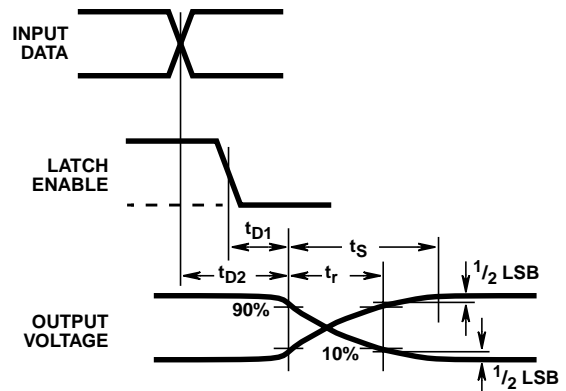 INPUT
DATA
LATCH
ENABLE
tD1
tS
tD2
tr
1/2 LSB
90%
OUTPUT
VOLTAGE
10%
1/2 LSB